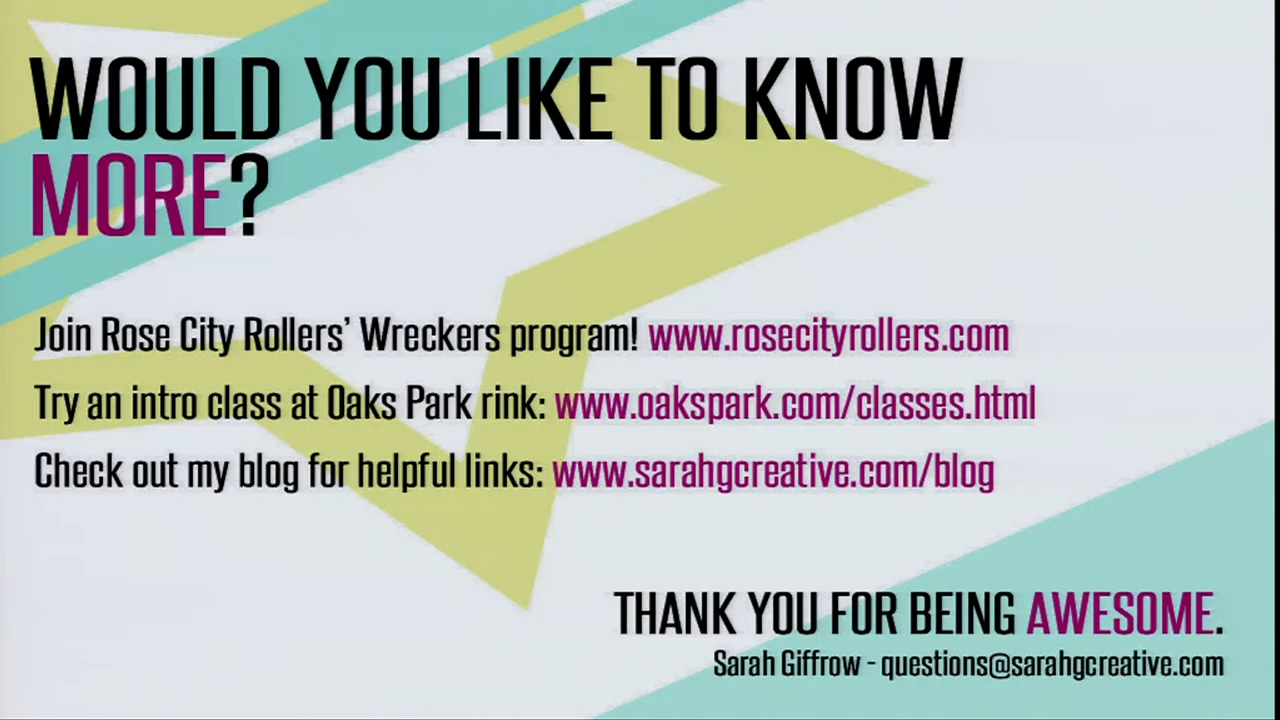 WOULD YOU LIKE TO KNOW
MORE?
Join Rose City Rollers’ Wreckers program! www.rosecityrollers.com
Try an intro class at Oaks Park rink: www.oakspark.com/classes.html
Check out my blog for helpful links: www.sarahgcreative.com/blog
THANK YOU FOR BEING AWESOME.
Sarah Giffrow - questions@sarahgcreative.com